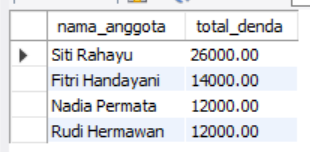 nama_anggota total_denda
Siti Rahayu 26000.00
Fitri Handayani 14000.00
Nadia Permata 12000.00
Rudi Hermawan 12000.00